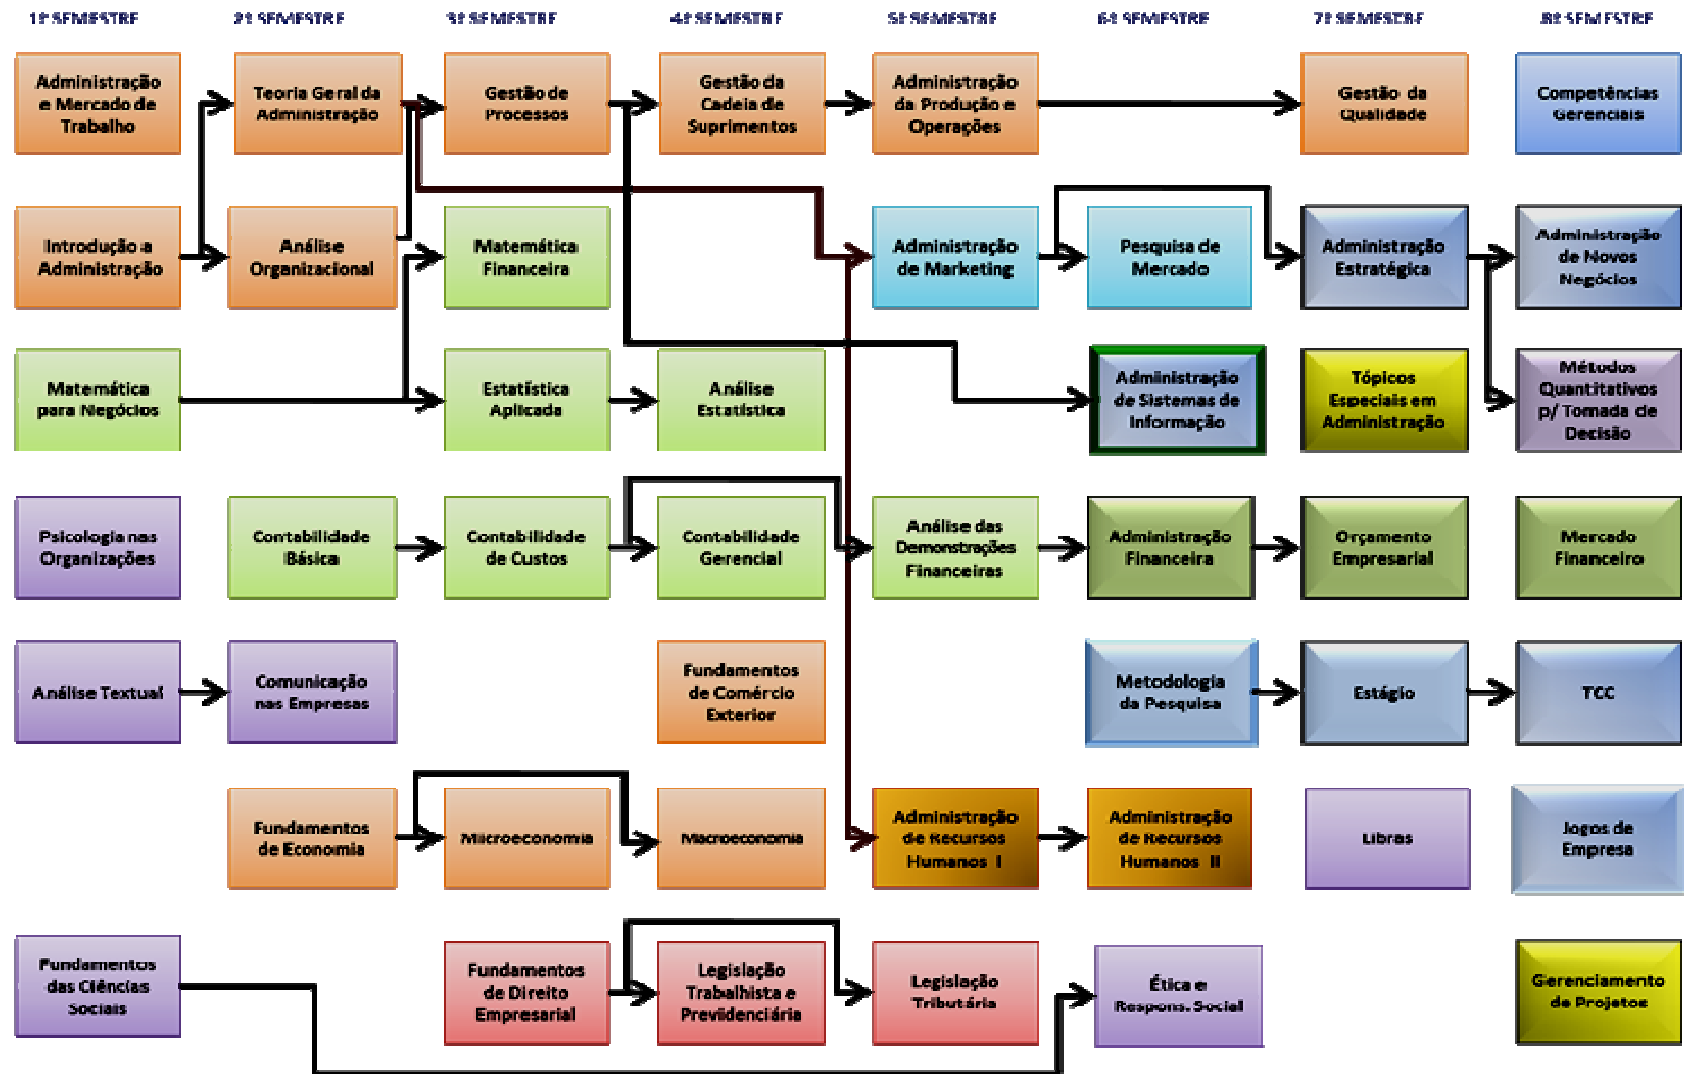 1º SEMESTRE
2º SEMESTRE
3º SEMESTRE
4º SEMESTRE
5º SEMESTRE
6º SEMESTRE
7º SEMESTRE
8º SEMESTRE
Administração
e Mercado de
Trabalho
Teoria Geral da
Administração
Gestão de
Processos
Gestão da
Cadeia de
Suprimentos
Administração
da Produção e
Operações
Gestão da
Qualidade
Competências
Gerenciais
Introdução a
Administração
Análise
Organizacional
Matemática
Financeira
Administração
de Marketing
Pesquisa de
Mercado
Administração
Estratégica
Administração
de Novos
Negócios
Matemática
para Negócios
Estatística
Aplicada
Análise
Estatística
Administração
de Sistemas de
Informação
Tópicos
Especiais em
Administração
Métodos
Quantitativos
p/ Tomada de
Decisão
Psicologia nas
Organizações
Contabilidade
Básica
Contabilidade
de Custos
Contabilidade
Gerencial
Análise das
Demonstrações
Financeiras
Administração
Financeira
Orçamento
Empresarial
Mercado
Financeiro
Análise Textual
Comunicação
nas Empresas
Fundamentos
de Comércio
Exterior
Metodologia
da Pesquisa
Estágio
TCC
Fundamentos
de Economia
Microeconomia
Macroeconomia
Administração
de Recursos
Humanos I
Administração
de Recursos
Humanos II
Libras
Jogos de
Empresa
Fundamentos
das Ciências
Sociais
Fundamentos
de Direito
Empresarial
Legislação
Trabalhista e
Previdenciária
Legislação
Tributária
Ética e
Respons. Social
Gerenciamento
de Projetos